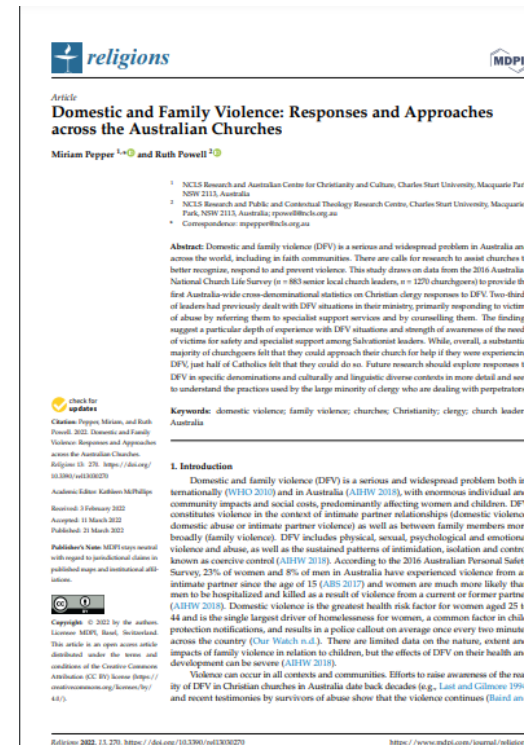 religions
MDPI
Article
Domestic and Family Violence: Responses and Approaches
across the Australian Churches
Miriam Pepper 1,* and Ruth Powell 2
1 NCLS Research and Australian Centre for Christianity and Culture, Charles Sturt University, Macquarie Par
NSW 2113, Australia
2 NCLS Research and Public and Contextual Theology Research Centre, Charles Sturt University, Macquarie
Park, NSW 2113, Australia; rpowell@ncls.org.au
* Correspondence: mpepper@ncls.org.au
Abstract: Domestic and family violence (DFV) is a serious and widespread problem in Australia an
across the world, including in faith communities. There are calls for research to assist churches t
better recognize, respond to and prevent violence. This study draws on data from the 2016 Australia
National Church Life Survey (n = 883 senior local church leaders, n = 1270 churchgoers) to provide th
first Australia-wide cross-denominational statistics on Christian clergy responses to DFV. Two-third
of leaders had previously dealt with DFV situations in their ministry, primarily responding to victim
of abuse by referring them to specialist support services and by counselling them. The finding
suggest a particular depth of experience with DFV situations and strength of awareness of the need
of victims for safety and specialist support among Salvationist leaders. While, overall, a substantia
majority of churchgoers felt that they could approach their church for help if they were experiencin
DFV, just half of Catholics felt that they could do so. Future research should explore responses t
DFV in specific denominations and culturally and linguistic diverse contexts in more detail and see
to understand the practices used by the large minority of clergy who are dealing with perpetrators
Keywords: domestic violence; family violence; churches; Christianity; clergy; church leader
Australia
check for
updates
Citation: Pepper, Miriam, and Ruth
Powell. 2022. Domestic and Family
Violence: Responses and Approaches
across the Australian Churches.
Religions 13: 270. https://doi.org/
10.3390/rel13030270
Academic Editor: Kathleen McPhillips
Received: 3 February 2022
Accepted: 11 March 2022
Published: 21 March 2022
Publisher's Note: MDPI stays neutral
with regard to jurisdictional claims in
published maps and institutional affil-
iations.
cc
BY
Copyright: © 2022 by the authors.
Licensee MDPI, Basel, Switzerland.
This article is an open access article
distributed under the terms and
conditions of the Creative Commons
Attribution (CC BY) license (https://
creativecommons.org/licenses/by/
4.0/).
1. Introduction
Domestic and family violence (DFV) is a serious and widespread problem both in
ternationally (WHO 2010) and in Australia (AIHW 2018), with enormous individual an
community impacts and social costs, predominantly affecting women and children. DFV
constitutes violence in the context of intimate partner relationships (domestic violenc
domestic abuse or intimate partner violence) as well as between family members mor
broadly (family violence). DFV includes physical, sexual, psychological and emotiona
violence and abuse, as well as the sustained patterns of intimidation, isolation and contro
known as coercive control (AIHW 2018). According to the 2016 Australian Personal Safet
Survey, 23% of women and 8% of men in Australia have experienced violence from a
intimate partner since the age of 15 (ABS 2017) and women are much more likely tha
men to be hospitalized and killed as a result of violence from a current or former partne
(AIHW 2018). Domestic violence is the greatest health risk factor for women aged 25 t
44 and is the single largest driver of homelessness for women, a common factor in chil
protection notifications, and results in a police callout on average once every two minute
across the country (Our Watch n.d.). There are limited data on the nature, extent an
impacts of family violence in relation to children, but the effects of DFV on their health an
development can be severe (AIHW 2018).
Violence can occur in all contexts and communities. Efforts to raise awareness of the rea
ity of DFV in Christian churches in Australia date back decades (e.g., Last and Gilmore 1994
and recent testimonies by survivors of abuse show that the violence continues (Baird an
Religions 2022, 13, 270. https://doi.org/10.3390/rel13030270
https://www.mdpi.com/journal/religion